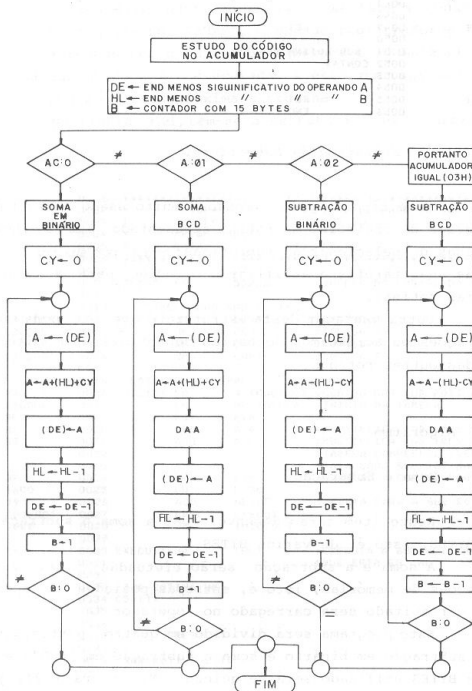 INÍCIO
ESTUDO DO CÓDIGO
NO ACUMULADOR
DE ← END MENOS SIGUINIFICATIVO DO OPERANDO A
HL ← END MENOS " " " B
B ← CONTADOR COM 15 BYTES
AC:0
≠
A:01
≠
A:02
≠
PORTANTO
ACUMULADOR
IGUAL (03H)
SOMA
EM
BINÁRIO
SOMA
BCD
SUBTRAÇÃO
BINÁRIO
SUBTRAÇÃO
BCD
CY← 0
CY← 0
CY← 0
CY← 0
A ← (DE)
A ← (DE)
A ← (DE)
A ← (DE)
A←A+(HL)+CY
A←A+(HL)+CY
A←A-(HL)-CY
A←A-(HL)-CY
(DE)←A
DAA
(DE)←A
DAA
HL ← HL-1
(DE)←A
HL ← HL-1
(DE)←A
DE ← DE-1
HL ← HL-1
DE ← DE-1
HL ← HL-1
B←1
DE ← DE-1
B←1
DE ← DE-1
≠
B:0
B←1
≠
B:0
=
B ← B-1
≠
B:0
≠
B:0
FIM